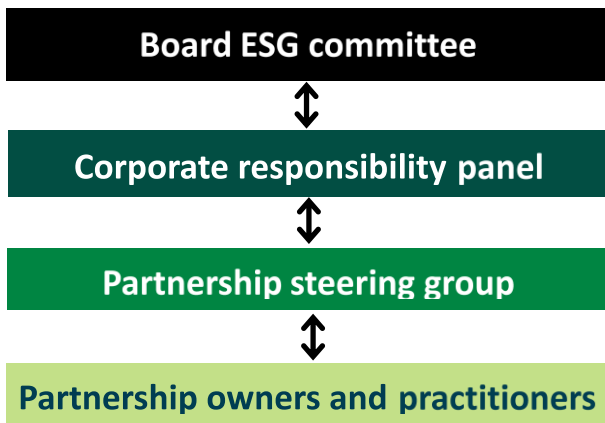 Board ESG committee
Corporate responsibility panel
Partnership steering group
Partnership owners and practitioners